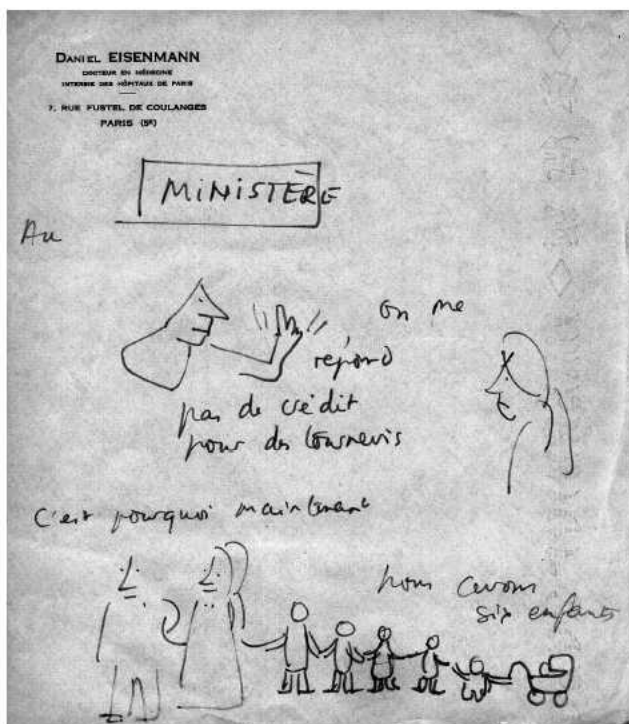 DANIEL EISENMANN
DOCTEUR EN MÉDECINE
INTERNE DES HÔPITAUX DE PARIS
7, RUE FUSTEL DE COULANGES
PARIS (5E)
MINISTÈRE
Au
on me
répond
pas de crédit
pour des tournevis
C'est pourquoi maintenant
nous avons
six enfants